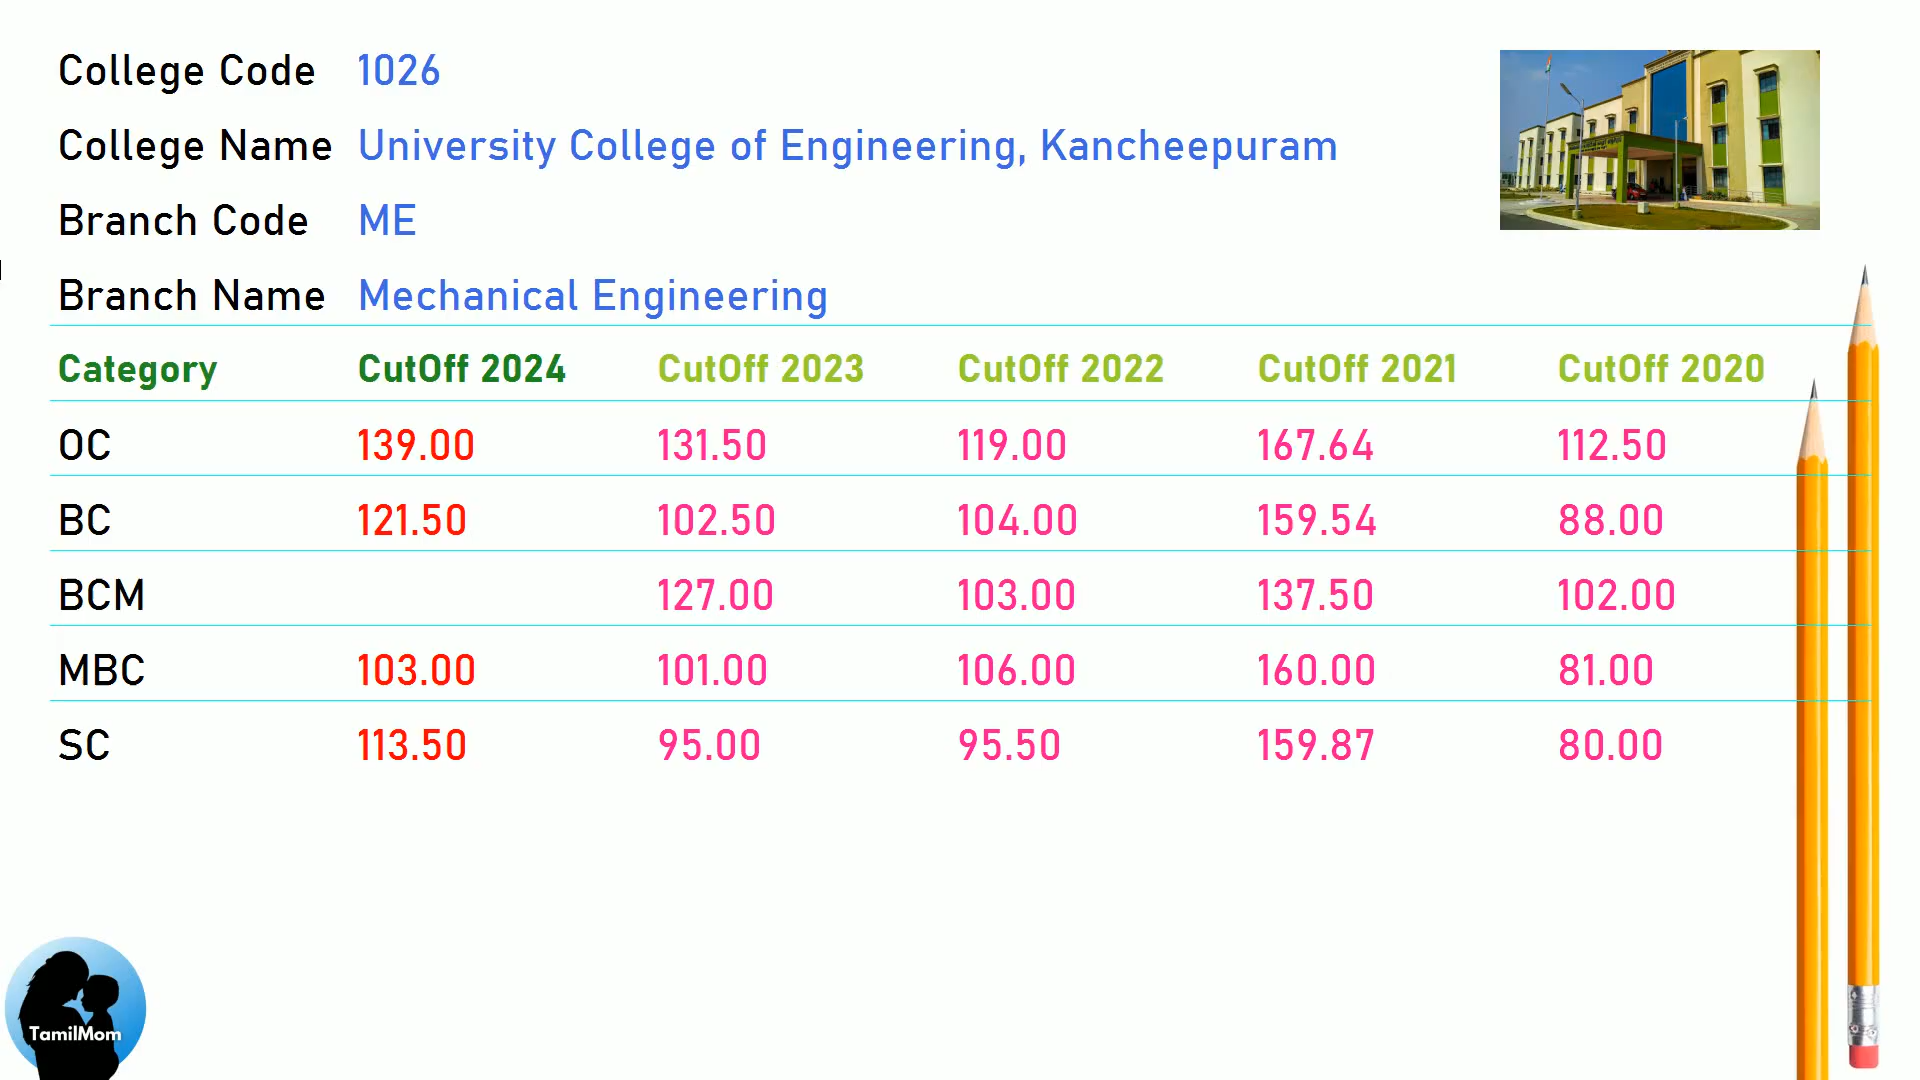 College Code 1026
College Name University College of Engineering, Kancheepuram
Branch Code ME
Branch Name Mechanical Engineering
Category CutOff 2024 CutOff 2023 CutOff 2022 CutOff 2021 CutOff 2020
OC 139.00 131.50 119.00 167.64 112.50
BC 121.50 102.50 104.00 159.54 88.00
BCM 127.00 103.00 137.50 102.00
MBC 103.00 101.00 106.00 160.00 81.00
SC 113.50 95.00 95.50 159.87 80.00
TamilMom